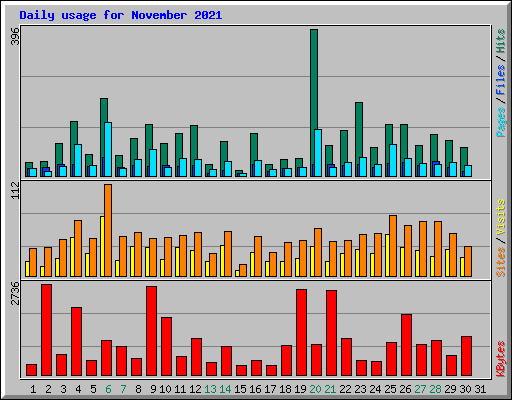 Daily usage for November 2021
396
Pages / Files / Hits
112
Sites / Visits
2736
KBytes
1 2 3 4 5 6 7 8 9 10 11 12 13 14 15 16 17 18 19 20 21 22 23 24 25 26 27 28 29 30 31